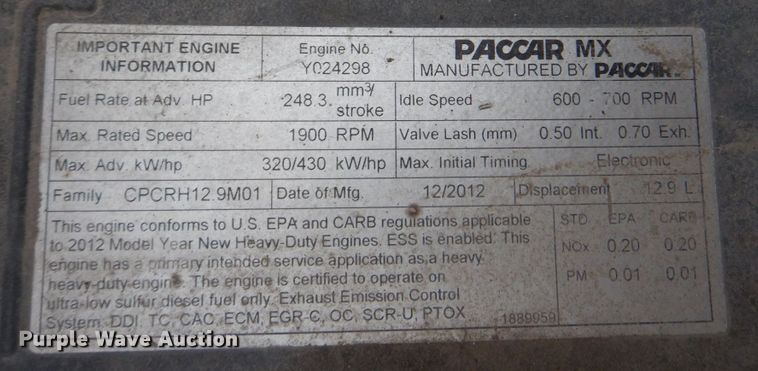 IMPORTANT ENGINE INFORMATION
Engine No. Y024298
PACCAR MX
MANUFACTURED BY PACCAR.
Fuel Rate at Adv. HP 248.3 mm3/stroke Idle Speed 600 - 700 RPM
Max. Rated Speed 1900 RPM Valve Lash (mm) 0.50 Int. 0.70 Exh.
Max. Adv. kW/hp 320/430 kW/hp Max. Initial Timing Electronic
Family CPCRH12.9M01 Date of Mfg. 12/2012 Displacement 12.9 L
This engine conforms to U.S. EPA and CARB regulations applicable
to 2012 Model Year New Heavy-Duty Engines. ESS is enabled. This
engine has a primary intended service application as a heavy
heavy-duty engine. The engine is certified to operate on
ultra-low sulfur diesel fuel only. Exhaust Emission Control
System: DDI, TC, CAC, ECM, EGR-C, OC, SCR-U, PTOX
STD EPA CARB
NOx 0.20 0.20
PM 0.01 0.01
1889959
Purple Wave Auction